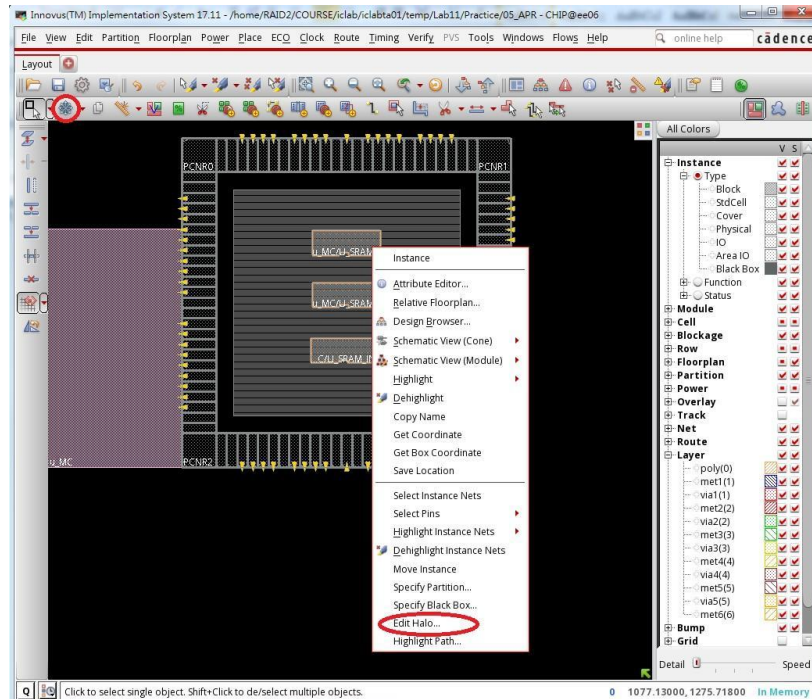 Innovus(TM) Implementation System 17.11 - /home/RAID2/COURSE/iclab/iclabta01/temp/Lab11/Practice/05_APR - CHIP@ee06
File View Edit Partition Floorplan Power Place ECO Clock Route Timing Verify PVS Tools Windows Flows Help
online help
cādence
Layout
All Colors
V S
Instance
Type
Block
StdCell
Cover
Physical
IO
Area IO
Black Box
Function
Status
Module
Cell
Blockage
Row
Floorplan
Partition
Power
Overlay
Track
Net
Route
Layer
poly(0)
met1(1)
via1(1)
met2(2)
via2(2)
met3(3)
via3(3)
met4(4)
via4(4)
met5(5)
via5(5)
met6(6)
Bump
Grid
Detail
Speed
PCNR0
PCNR1
u_MC/U_SRAM
u_MC/U_SRAM
C/U_SRAM_IN
u_MC
PCNR2
Instance
Attribute Editor...
Relative Floorplan...
Design Browser...
Schematic View (Cone)
Schematic View (Module)
Highlight
Dehighlight
Copy Name
Get Coordinate
Get Box Coordinate
Save Location
Select Instance Nets
Select Pins
Highlight Instance Nets
Dehighlight Instance Nets
Move Instance
Specify Partition...
Specify Black Box...
Edit Halo...
Highlight Path...
Q
Click to select single object. Shift+Click to de/select multiple objects.
0
1077.13000, 1275.71800
In Memory